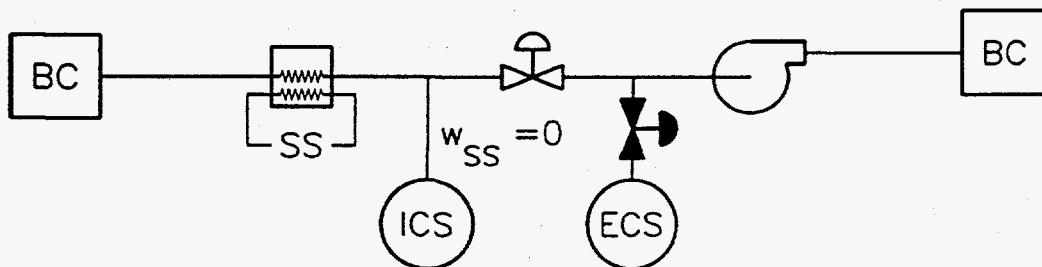 BC
BC
SS
w_SS = 0
ICS
ECS